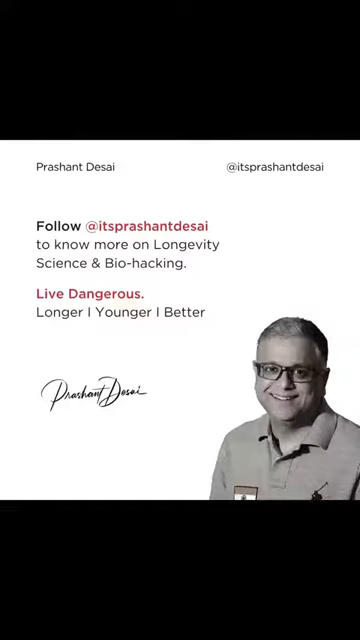 Prashant Desai
@itsprashantdesai
Follow @itsprashantdesai
to know more on Longevity
Science & Bio-hacking.
Live Dangerous.
Longer I Younger I Better
Prashant Desai